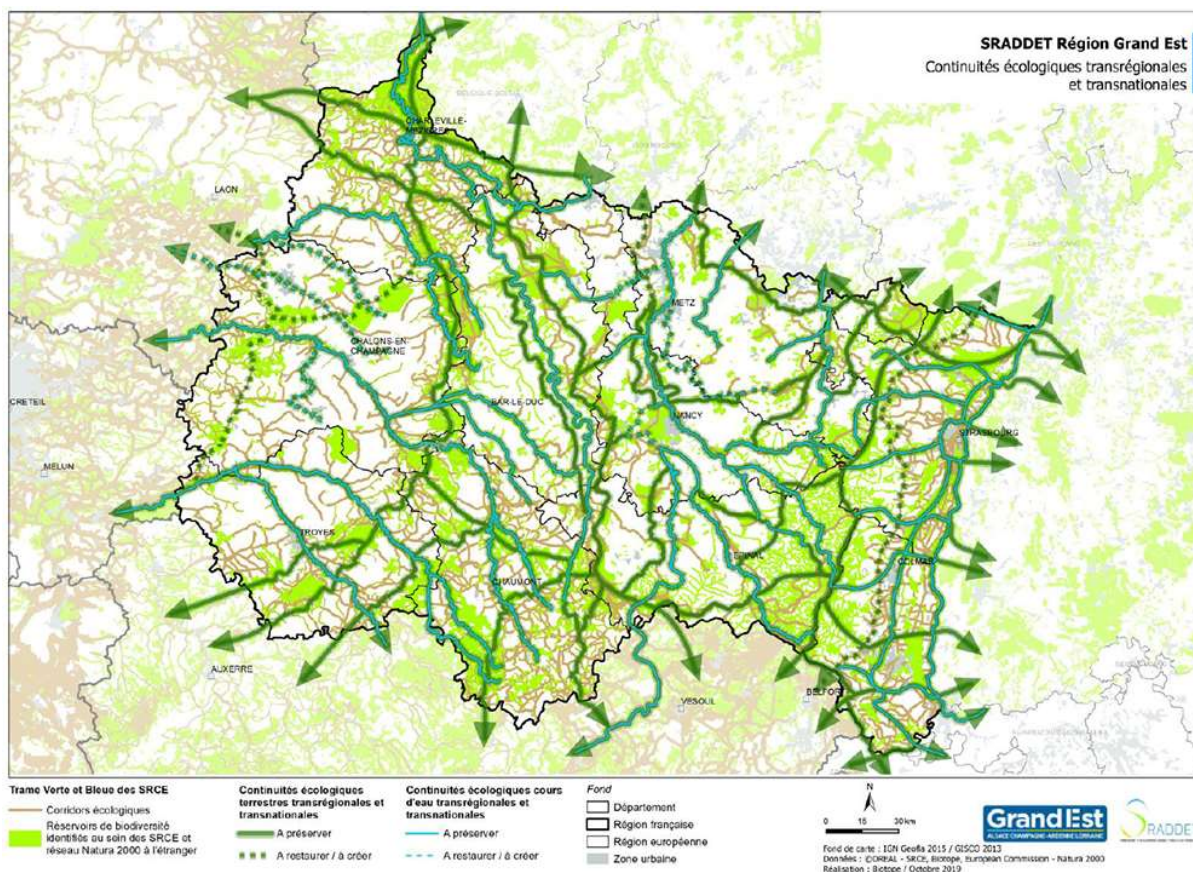 SRADDET Région Grand Est
Continuités écologiques transrégionales
et transnationales
CHARLEVILLE-
MEZIERES
LAON
METZ
CHALONS-EN-
CHAMPAGNE
CRETEIL
BAR-LE-DUC
NANCY
STRASBOURG
MELUN
TROYES
EPINAL
COLMAR
CHAUMONT
AUXERRE
VESOUL
BELFORT
Trame Verte et Bleue des SRCE
Corridors écologiques
Réservoirs de biodiversité
identifiés au sein des SRCE et
réseau Natura 2000 à l'étranger
Continuités écologiques
terrestres transrégionales et
transnationales
A préserver
A restaurer / à créer
Continuités écologiques cours
d'eau transrégionales et
transnationales
A préserver
A restaurer / à créer
Fond
Département
Région française
Région européenne
Zone urbaine
N
0 15 30 km
GrandEst
ALSACE CHAMPAGNE-ARDENNE LORRAINE
SRADDET
Fond de carte : IGN Geofla 2015 / GISCO 2013
Données : ©DREAL - SRCE, Biotope, European Commission - Natura 2000
Réalisation : Biotope / Octobre 2019